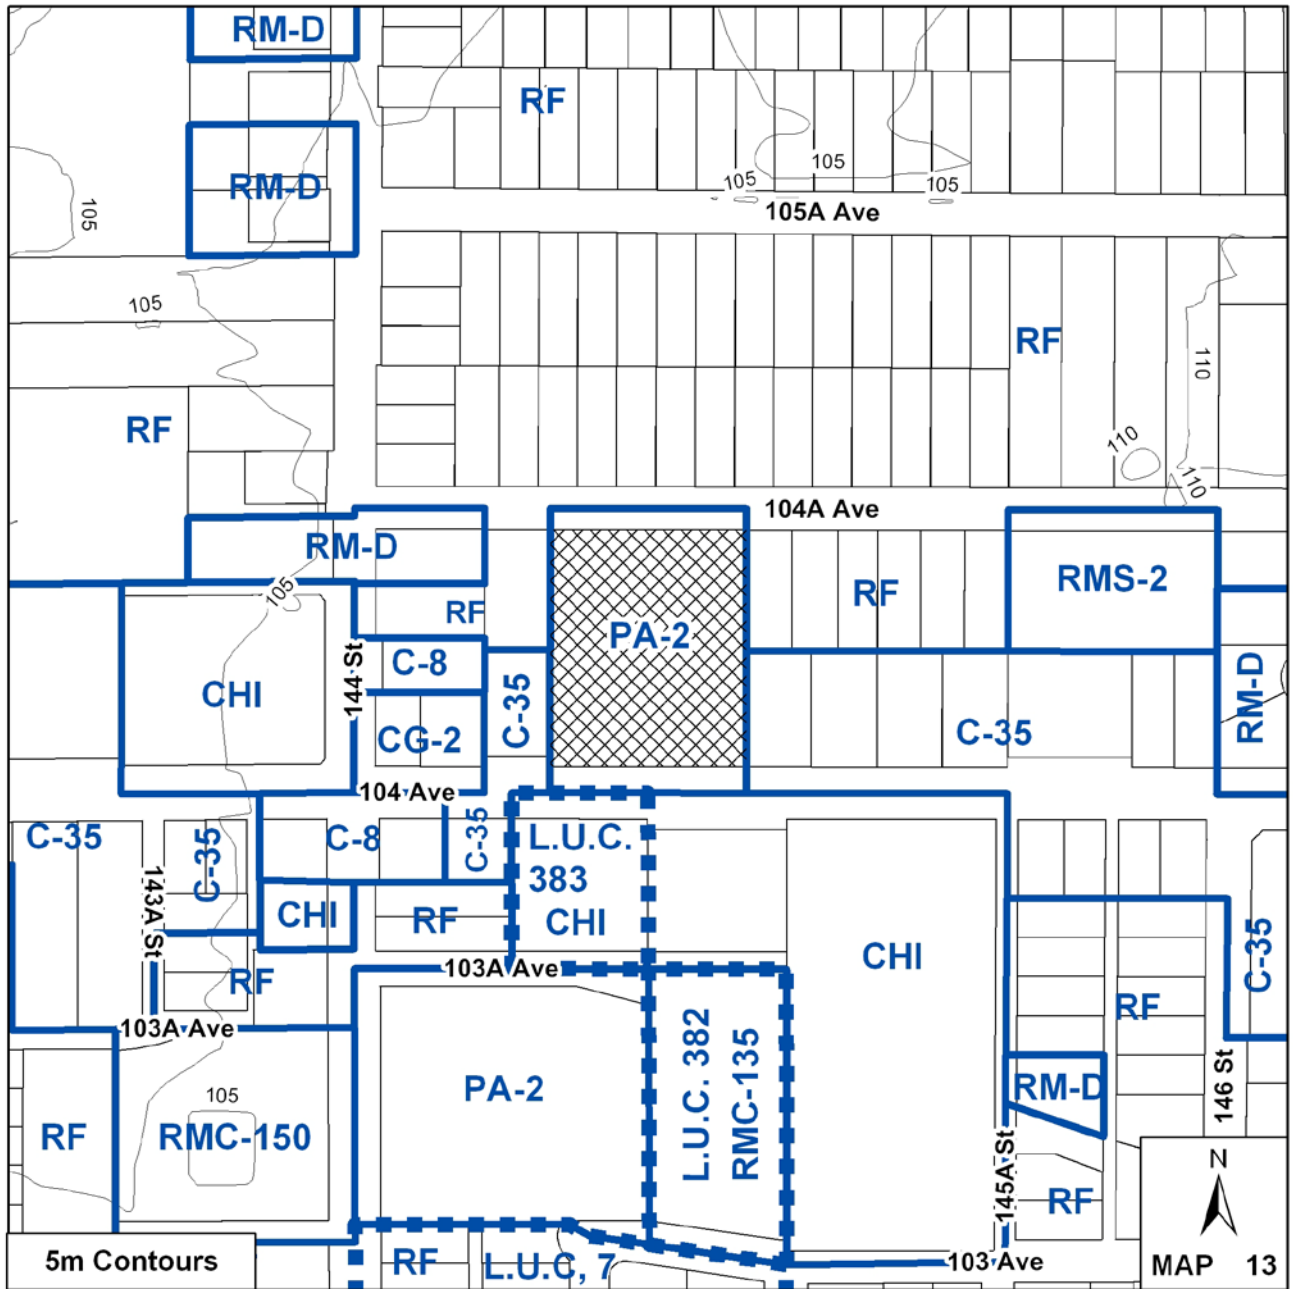 RM-D
RF
RM-D
105
105
105
105
105A Ave
105
RF
110
RF
110
110
104A Ave
RM-D
RF
RMS-2
105
RF
PA-2
C-8
144 St
CHI
C-35
CG-2
C-35
RM-D
104 Ave
C-35
C-35
C-8
C-35
L.U.C.
383
CHI
143A St
CHI
RF
CHI
C-35
103A Ave
RF
RF
103A Ave
PA-2
L.U.C. 382
RMC-135
RM-D
146 St
105
RF
RMC-150
145A St
RF
N
5m Contours
RF
L.U.C, 7
103 Ave
MAP 13